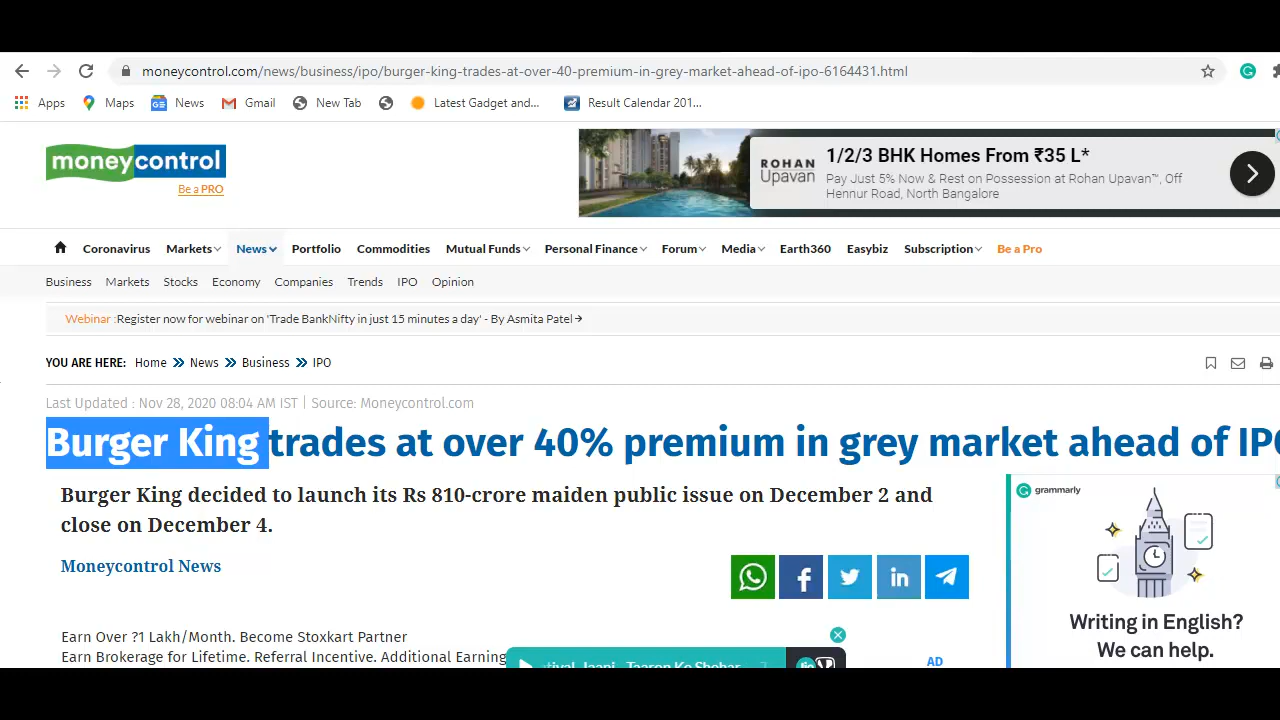 moneycontrol.com/news/business/ipo/burger-king-trades-at-over-40-premium-in-grey-market-ahead-of-ipo-6164431.html
Apps Maps News Gmail New Tab Latest Gadget and... Result Calendar 201...
moneycontrol
Be a PRO
ROHAN Upavan
1/2/3 BHK Homes From ₹35 L*
Pay Just 5% Now & Rest on Possession at Rohan Upavan™, Off
Hennur Road, North Bangalore
Coronavirus Markets News Portfolio Commodities Mutual Funds Personal Finance Forum Media Earth360 Easybiz Subscription Be a Pro
Business Markets Stocks Economy Companies Trends IPO Opinion
Webinar :Register now for webinar on 'Trade BankNifty in just 15 minutes a day' - By Asmita Patel
YOU ARE HERE: Home News Business IPO
Last Updated : Nov 28, 2020 08:04 AM IST | Source: Moneycontrol.com
Burger King trades at over 40% premium in grey market ahead of IPO
Burger King decided to launch its Rs 810-crore maiden public issue on December 2 and
close on December 4.
Moneycontrol News
grammarly
Writing in English?
We can help.
Earn Over ?1 Lakh/Month. Become Stoxkart Partner
Earn Brokerage for Lifetime. Referral Incentive. Additional Earning
AD